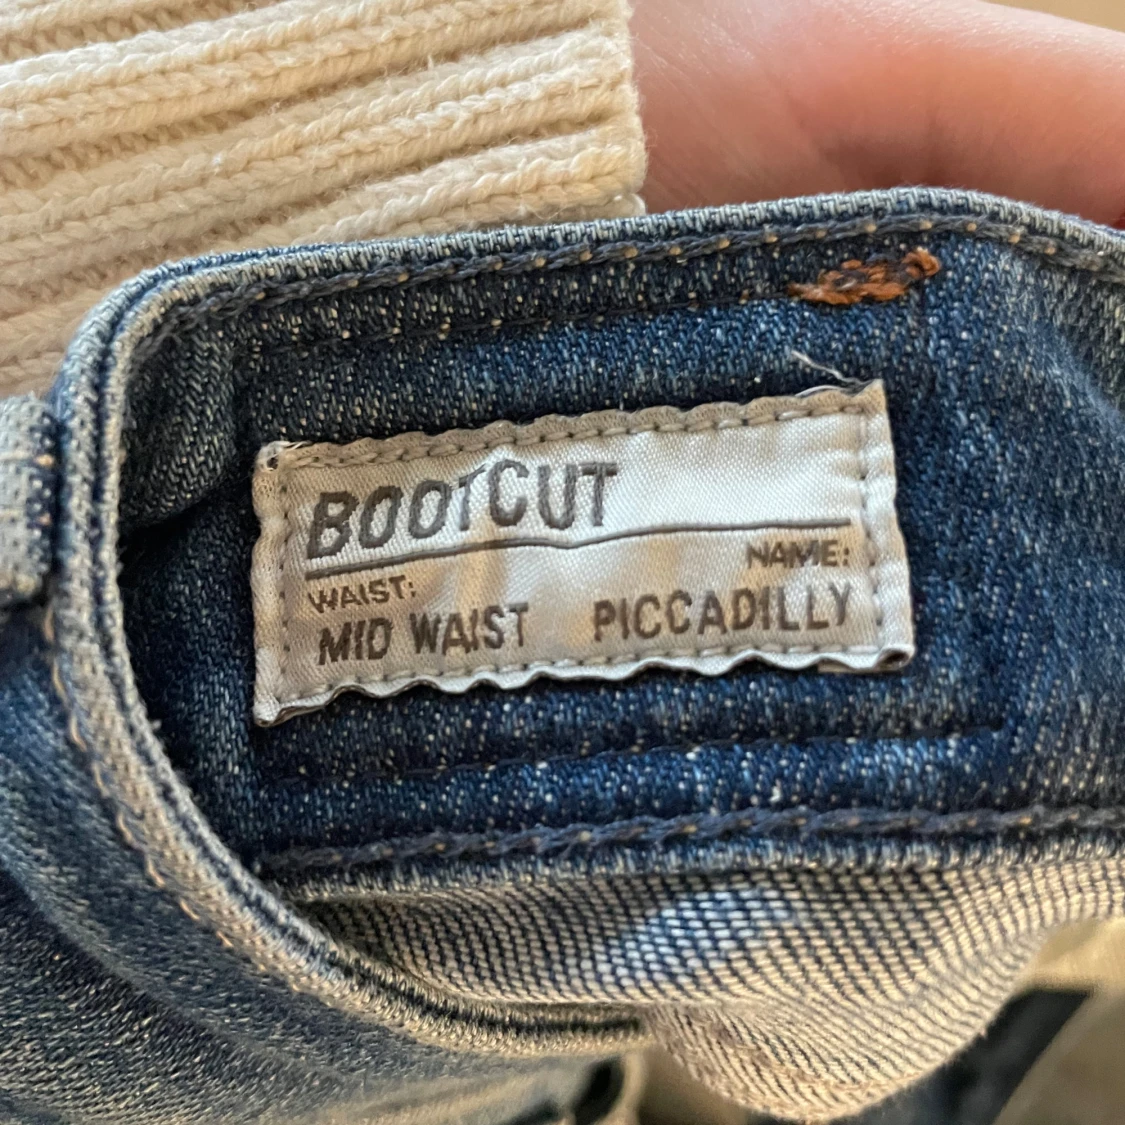 BOOTCUT
NAME:
WAIST:
MID WAIST PICCADILLY